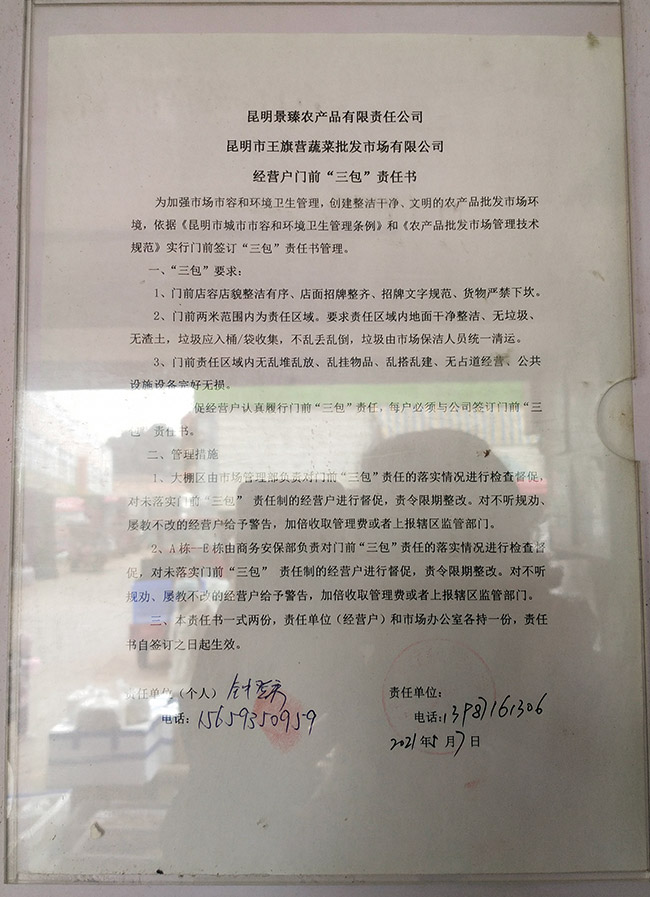 昆明景臻农产品有限责任公司
昆明市王旗营蔬菜批发市场有限公司
经营户门前“三包”责任书
为加强市场市容和环境卫生管理，创建整洁干净、文明的农产品批发市场环
境，依据《昆明市城市市容和环境卫生管理条例》和《农产品批发市场管理技术
规范》实行门前签订“三包”责任书管理。
一、“三包”要求：
1、门前店容店貌整洁有序、店面招牌整齐、招牌文字规范、货物严禁下坎。
2、门前两米范围内为责任区域。要求责任区域内地面干净整洁、无垃圾、
无渣土，垃圾应入桶/袋收集，不乱丢乱倒，垃圾由市场保洁人员统一清运。
3、门前责任区域内无乱堆乱放、乱挂物品、乱搭乱建、无占道经营、公共
设施设备完好无损。
促经营户认真履行门前“三包”责任，每户必须与公司签订门前“三
包”责任书。
二、管理措施
1、大棚区由市场管理部负责对门前“三包”责任的落实情况进行检查督促，
对未落实门前“三包” 责任制的经营户进行督促，责令限期整改。对不听规劝、
屡教不改的经营户给予警告，加倍收取管理费或者上报辖区监管部门。
2、A栋—E栋由商务安保部负责对门前“三包”责任的落实情况进行检查督
促，对未落实门前“三包” 责任制的经营户进行督促，责令限期整改。对不听
规劝、屡教不改的经营户给予警告，加倍收取管理费或者上报辖区监管部门。
三、本责任书一式两份，责任单位（经营户）和市场办公室各持一份，责任
书自签订之日起生效。
责任单位（个人）
责任单位：
电话：15659350959
电话：
2021年5月7日